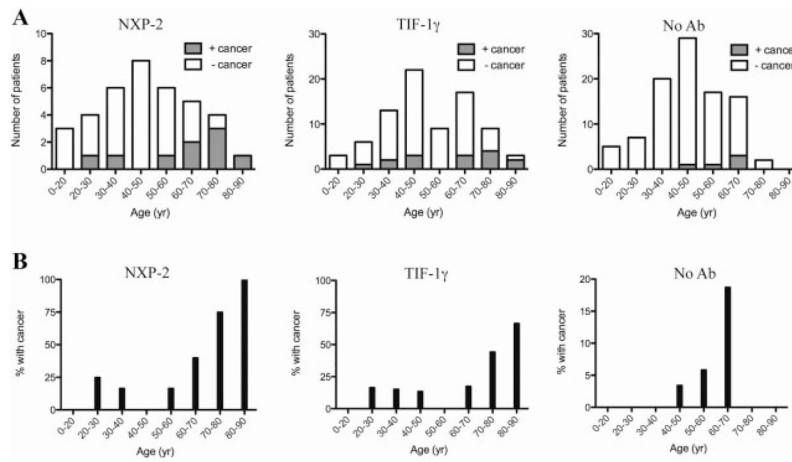 A
NXP-2
TIF-1γ
No Ab
Number of patients
10
8
6
4
2
0
+ cancer
- cancer
0-20
20-30
30-40
40-50
50-60
60-70
70-80
80-90
Age (yr)
Number of patients
30
20
10
0
+ cancer
- cancer
0-20
20-30
30-40
40-50
50-60
60-70
70-80
80-90
Age (yr)
Number of patients
30
20
10
0
+ cancer
- cancer
0-20
20-30
30-40
40-50
50-60
60-70
70-80
80-90
Age (yr)
B
NXP-2
TIF-1γ
No Ab
% with cancer
100
75
50
25
0
0-20
20-30
30-40
40-50
50-60
60-70
70-80
80-90
Age (yr)
% with cancer
100
75
50
25
0
0-20
20-30
30-40
40-50
50-60
60-70
70-80
80-90
Age (yr)
% with cancer
20
15
10
5
0
0-20
20-30
30-40
40-50
50-60
60-70
70-80
80-90
Age (yr)